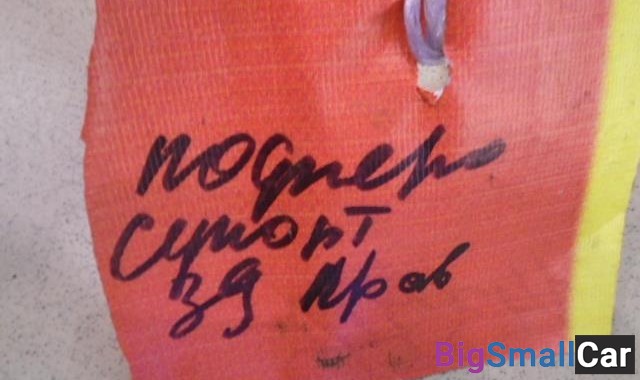 супорт
зд прав
BigSmallCar